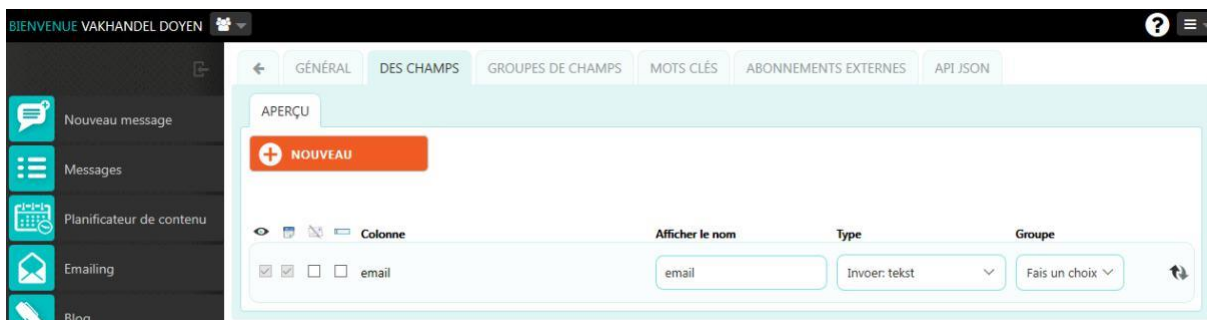 BIENVENUE VAKHANDEL DOYEN
GÉNÉRAL DES CHAMPS GROUPES DE CHAMPS MOTS CLÉS ABONNEMENTS EXTERNES API JSON
APERÇU
Nouveau message
NOUVEAU
Messages
Planificateur de contenu
Colonne Afficher le nom Type Groupe
Emailing
email email Invoer: tekst Fais un choix
Blog